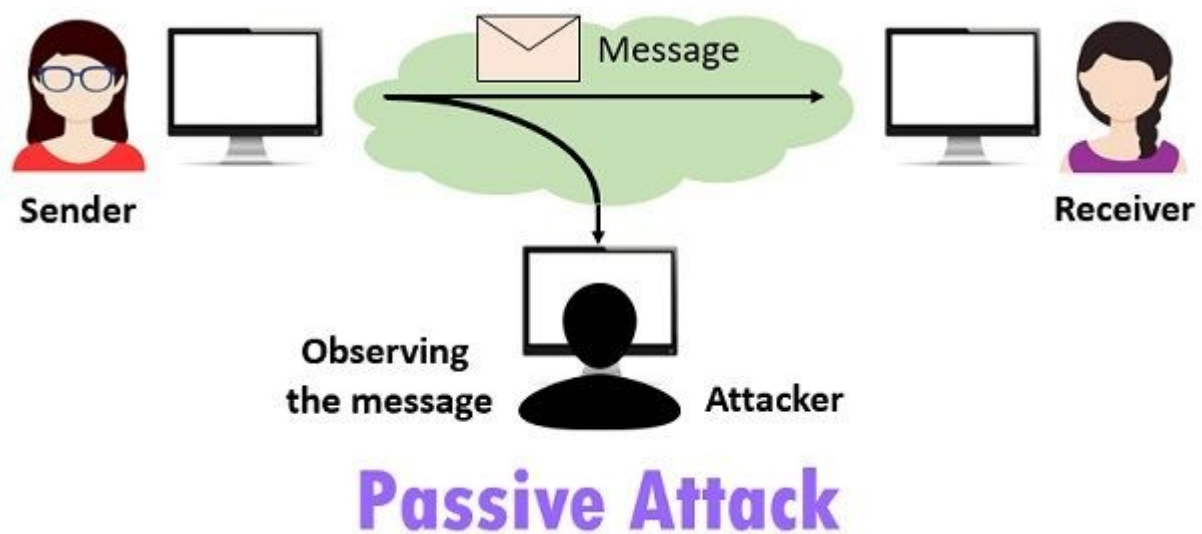 Message
Sender
Receiver
Observing
the message
Attacker
Passive Attack